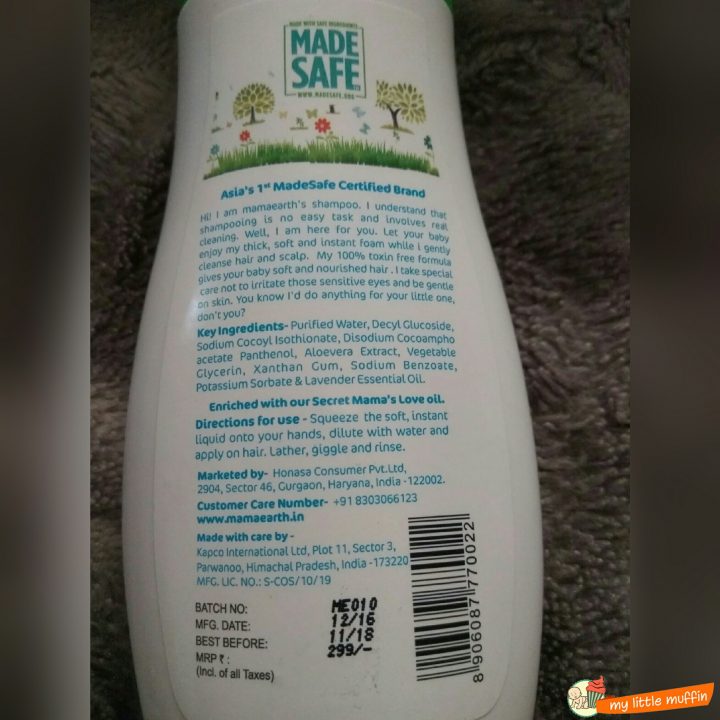 MADE WITH SAFE INGREDIENTS
MADE
SAFE
WWW.MADESAFE.ORG
Asia's 1st MadeSafe Certified Brand
Hi! I am mamaearth's shampoo. I understand that
shampooing is no easy task and involves real
cleaning. Well, I am here for you. Let your baby
enjoy my thick, soft and instant foam while I gently
cleanse hair and scalp. My 100% toxin free formula
gives your baby soft and nourished hair . I take special
care not to irritate those sensitive eyes and be gentle
on skin. You know I'd do anything for your little one,
don't you?
Key Ingredients- Purified Water, Decyl Glucoside,
Sodium Cocoyl Isothionate, Disodium Cocoampho
acetate Panthenol, Aloevera Extract, Vegetable
Glycerin, Xanthan Gum, Sodium Benzoate,
Potassium Sorbate & Lavender Essential Oil.
Enriched with our Secret Mama's Love oil.
Directions for use - Squeeze the soft, instant
liquid onto your hands, dilute with water and
apply on hair. Lather, giggle and rinse.
Marketed by- Honasa Consumer Pvt.Ltd,
2904, Sector 46, Gurgaon, Haryana, India -122002.
Customer Care Number- +91 8303066123
www.mamaearth.in
Made with care by -
Kapco International Ltd, Plot 11, Sector 3,
Parwanoo, Himachal Pradesh, India -173220
MFG. LIC. NO.: S-COS/10/19
BATCH NO: ME010
MFG. DATE: 12/16
BEST BEFORE: 11/18
MRP ₹ : 299/-
(Incl. of all Taxes)
8 906087 770022
my little muffin